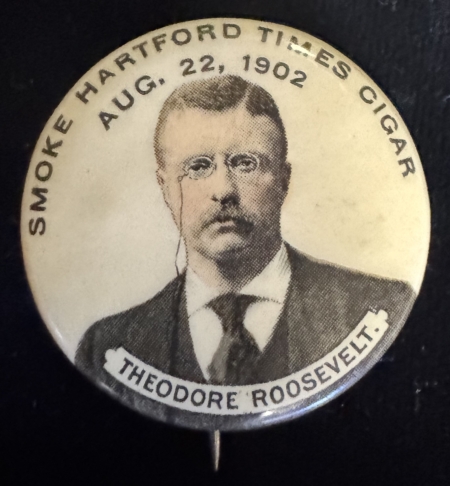 SMOKE HARTFORD TIMES CIGAR
AUG. 22, 1902
THEODORE ROOSEVELT.